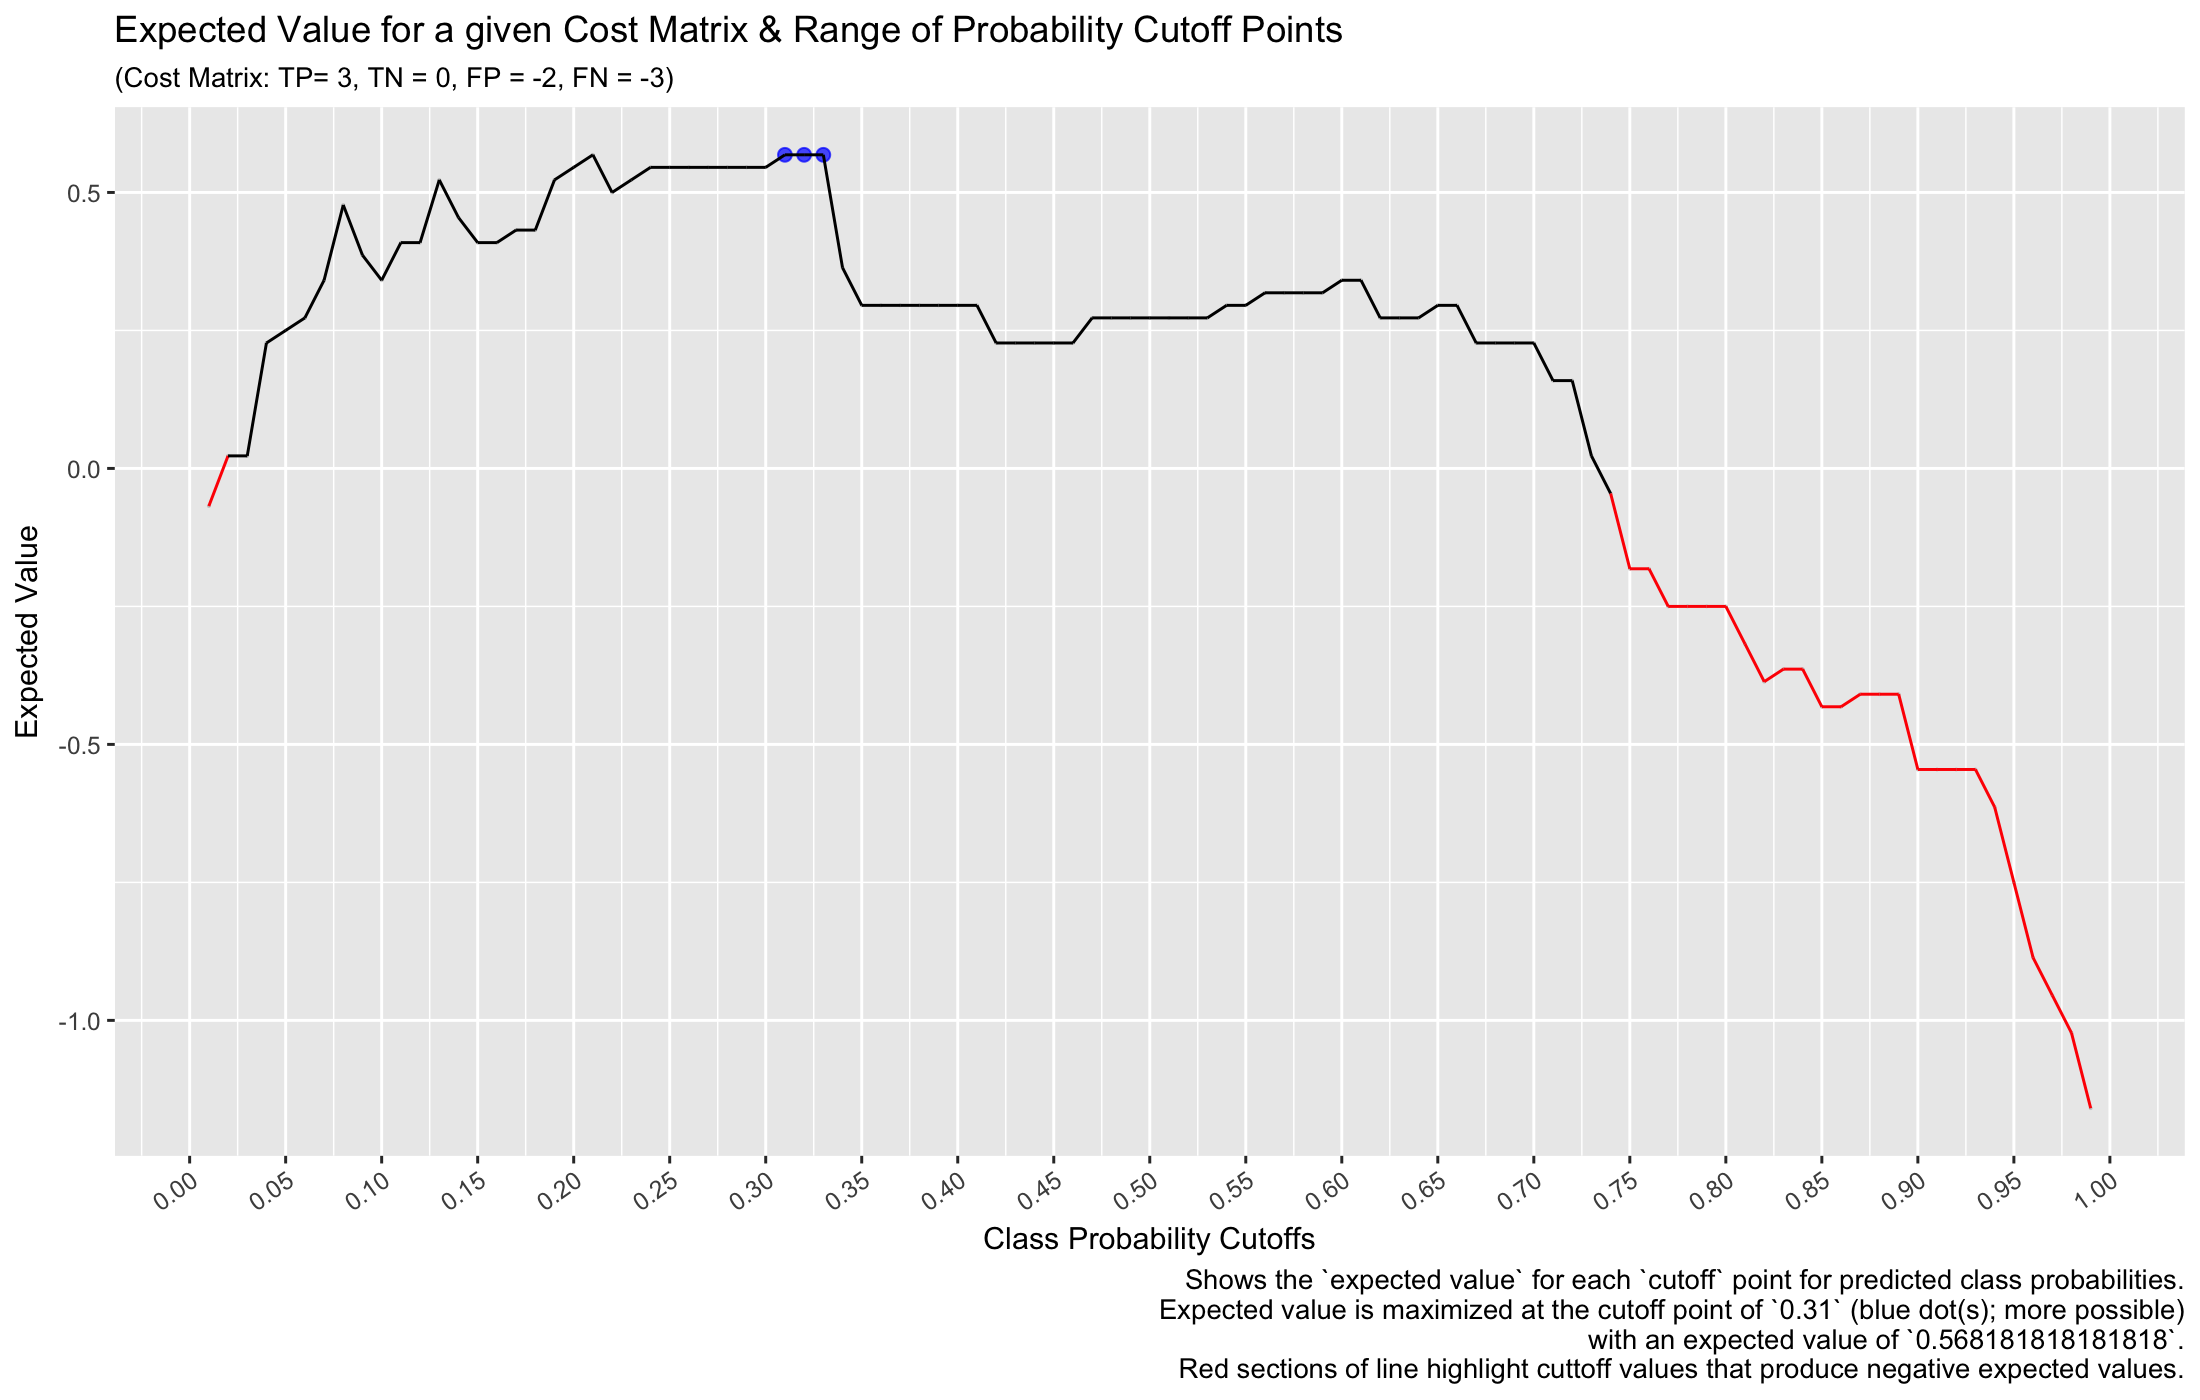 Expected Value for a given Cost Matrix & Range of Probability Cutoff Points
(Cost Matrix: TP= 3, TN = 0, FP = -2, FN = -3)
Expected Value
0.5
0.0
-0.5
-1.0
0.00 0.05 0.10 0.15 0.20 0.25 0.30 0.35 0.40 0.45 0.50 0.55 0.60 0.65 0.70 0.75 0.80 0.85 0.90 0.95 1.00
Class Probability Cutoffs
Shows the `expected value` for each `cutoff` point for predicted class probabilities.
Expected value is maximized at the cutoff point of `0.31` (blue dot(s); more possible)
with an expected value of `0.568181818181818`.
Red sections of line highlight cuttoff values that produce negative expected values.